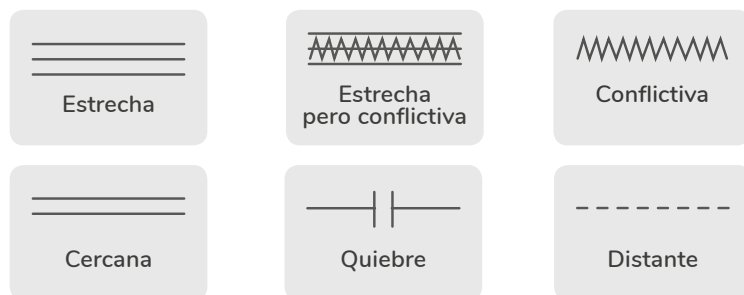 Estrecha
Estrecha
pero conflictiva
Conflictiva
Cercana
Quiebre
Distante